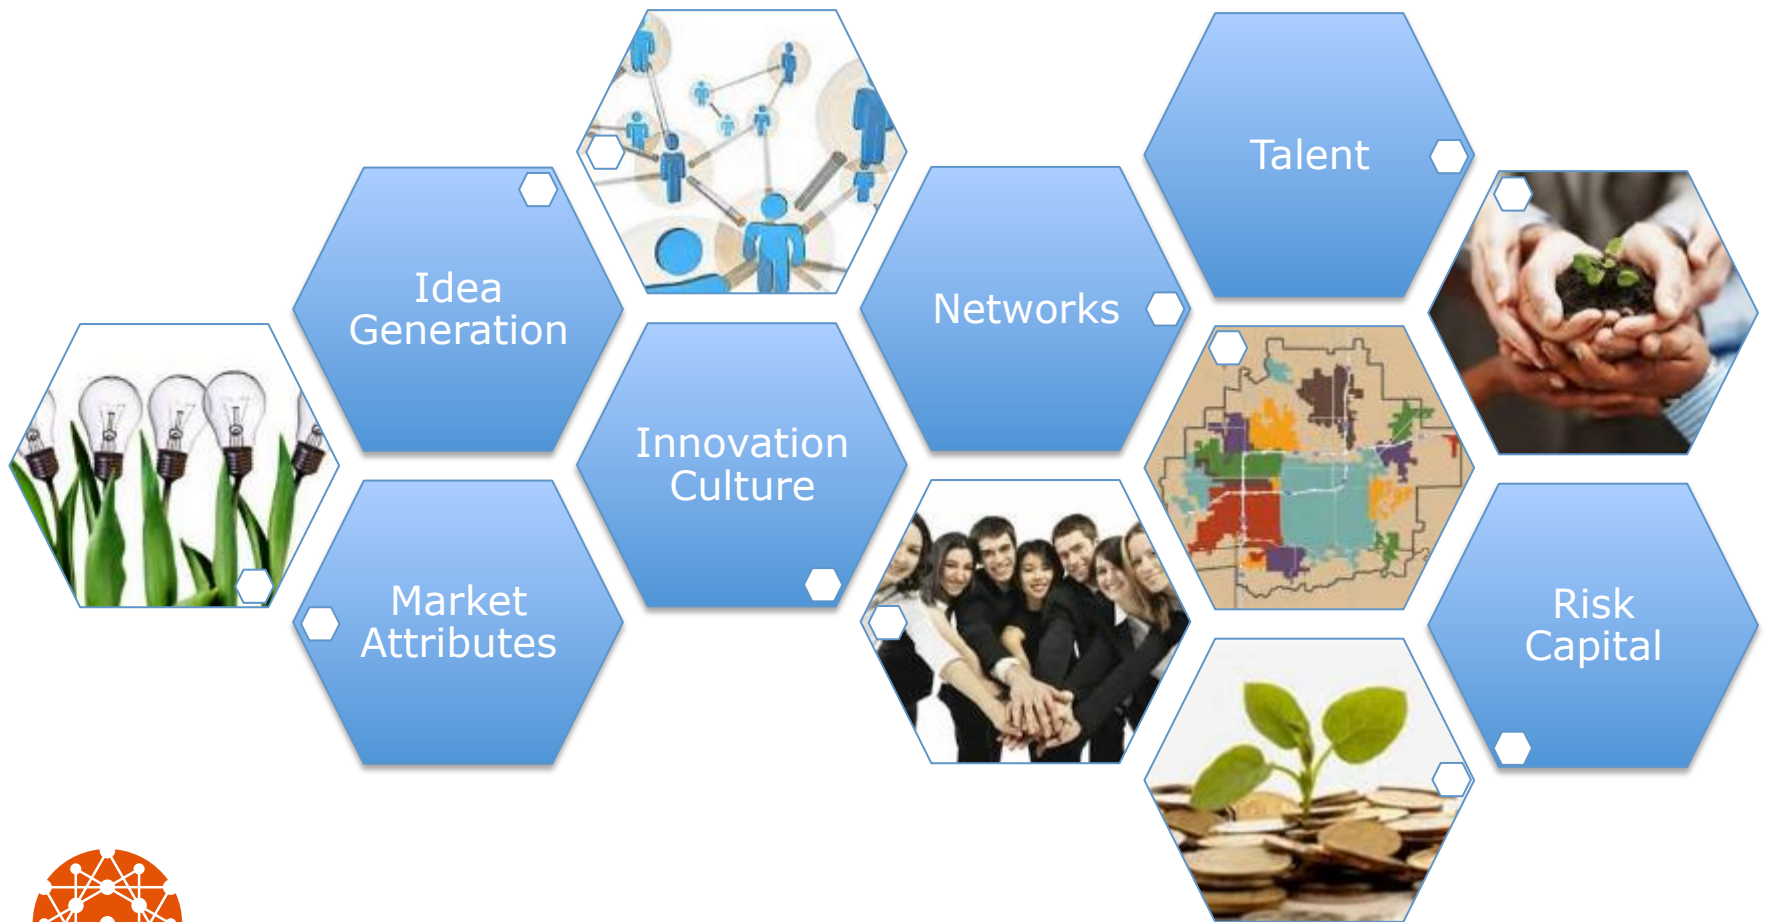 Idea
Generation
Market
Attributes
Innovation
Culture
Networks
Talent
Risk
Capital